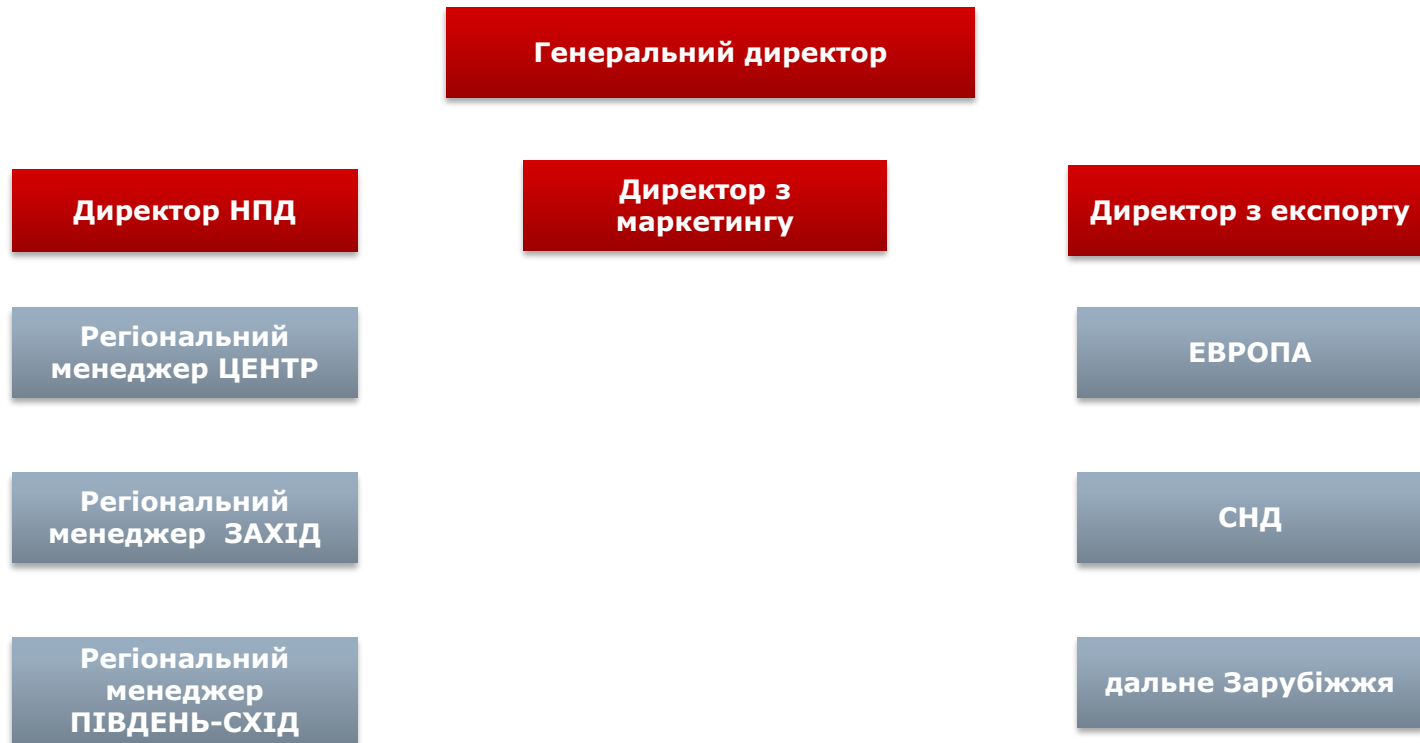 Генеральний директор
Директор НПД
Директор з
маркетингу
Директор з експорту
Регіональний
менеджер ЦЕНТР
ЕВРОПА
Регіональний
менеджер  ЗАХІД
СНД
Регіональний
менеджер
ПІВДЕНЬ-СХІД
дальне Зарубіжжя